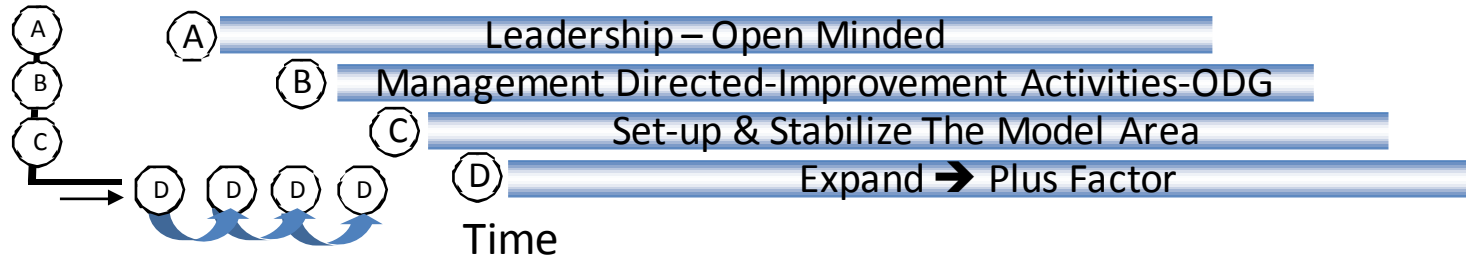 A
B
C
D D D D
A Leadership – Open Minded
B Management Directed-Improvement Activities-ODG
C Set-up & Stabilize The Model Area
D Expand ➔ Plus Factor
Time